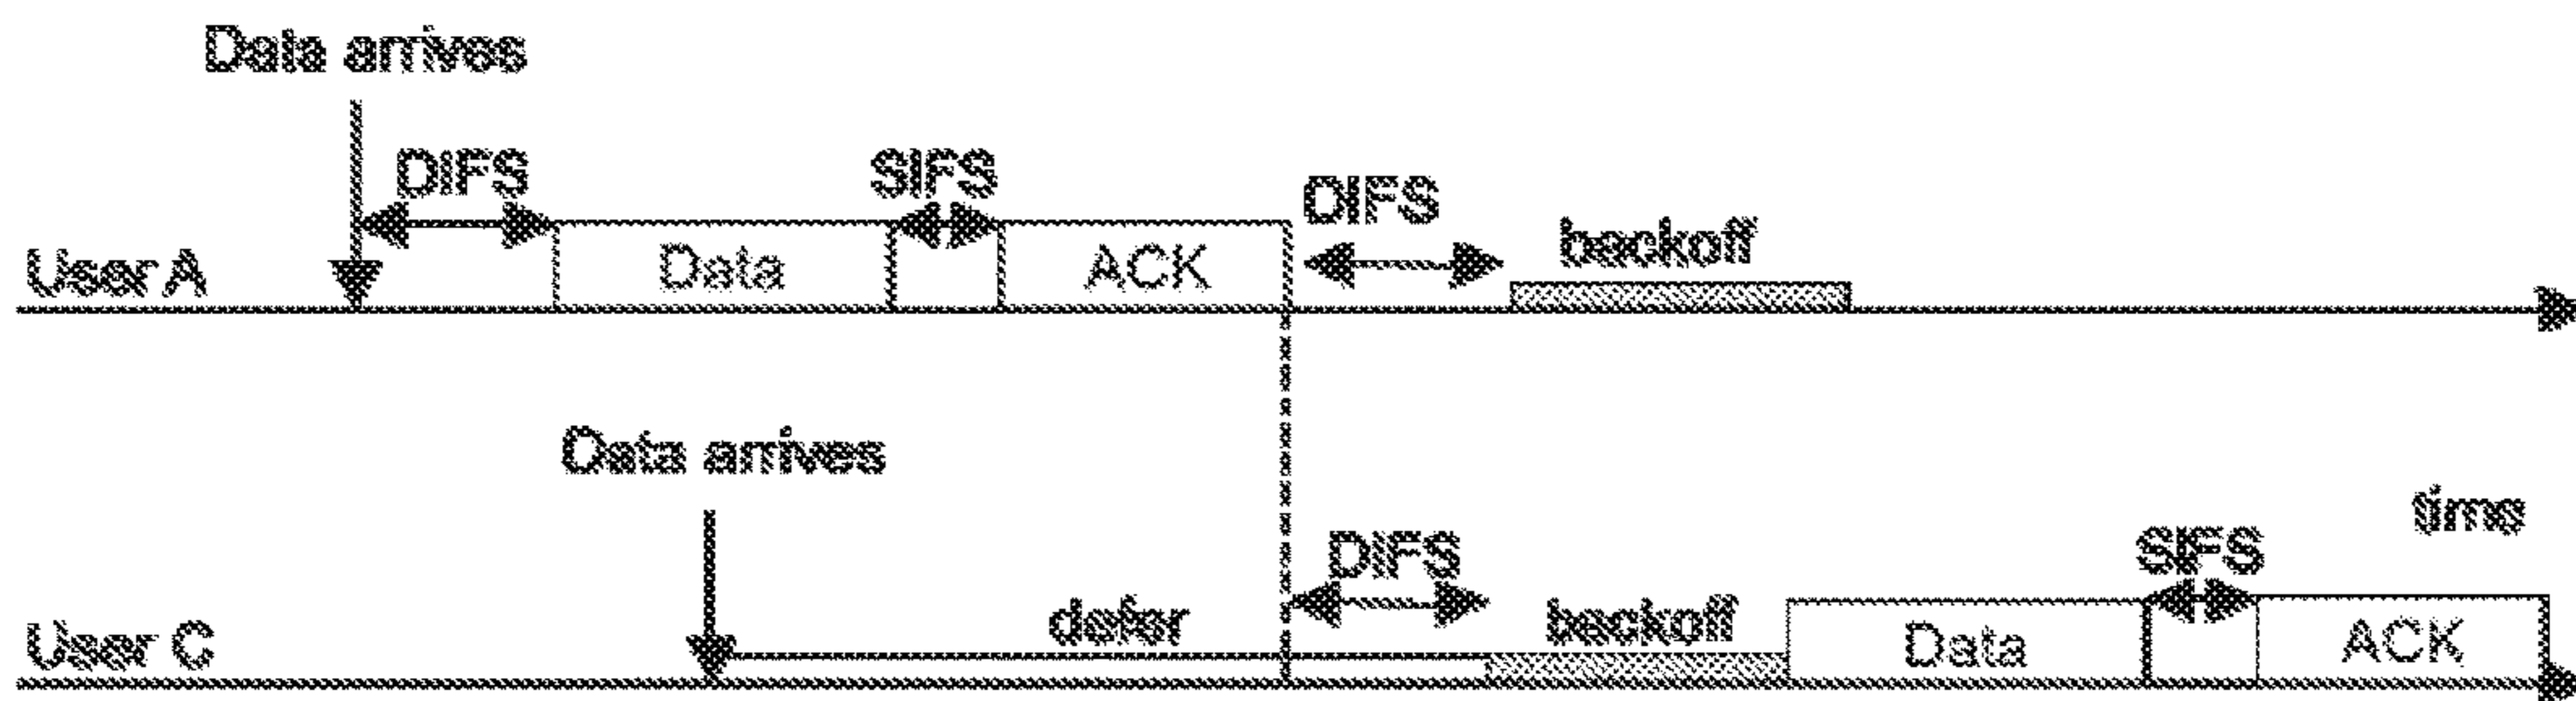 Data arrives
DIFS
SIFS
DIFS
backoff
User A
Data
ACK
Data arrives
time
DIFS
SIFS
defer
backoff
User C
Data
ACK